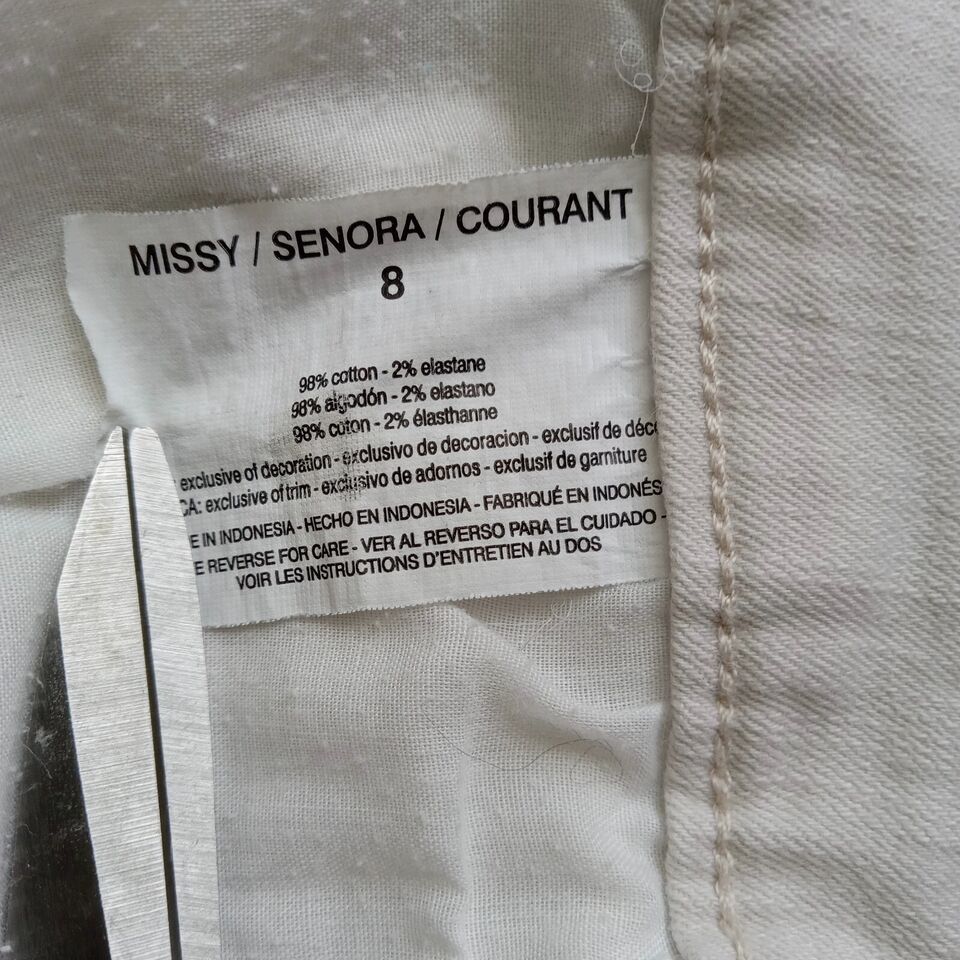 MISSY / SENORA / COURANT
8
98% cotton - 2% elastane
98% algodón - 2% elastano
98% coton - 2% élasthanne
exclusive of decoration - exclusivo de decoracion - exclusif de
CA: exclusive of trim - exclusivo de adornos - exclusif de garniture
IN INDONESIA - HECHO EN INDONESIA - FABRIQUÉ EN
REVERSE FOR CARE - VER AL REVERSO PARA EL CUIDADO -
VOIR LES INSTRUCTIONS D'ENTRETIEN AU DOS